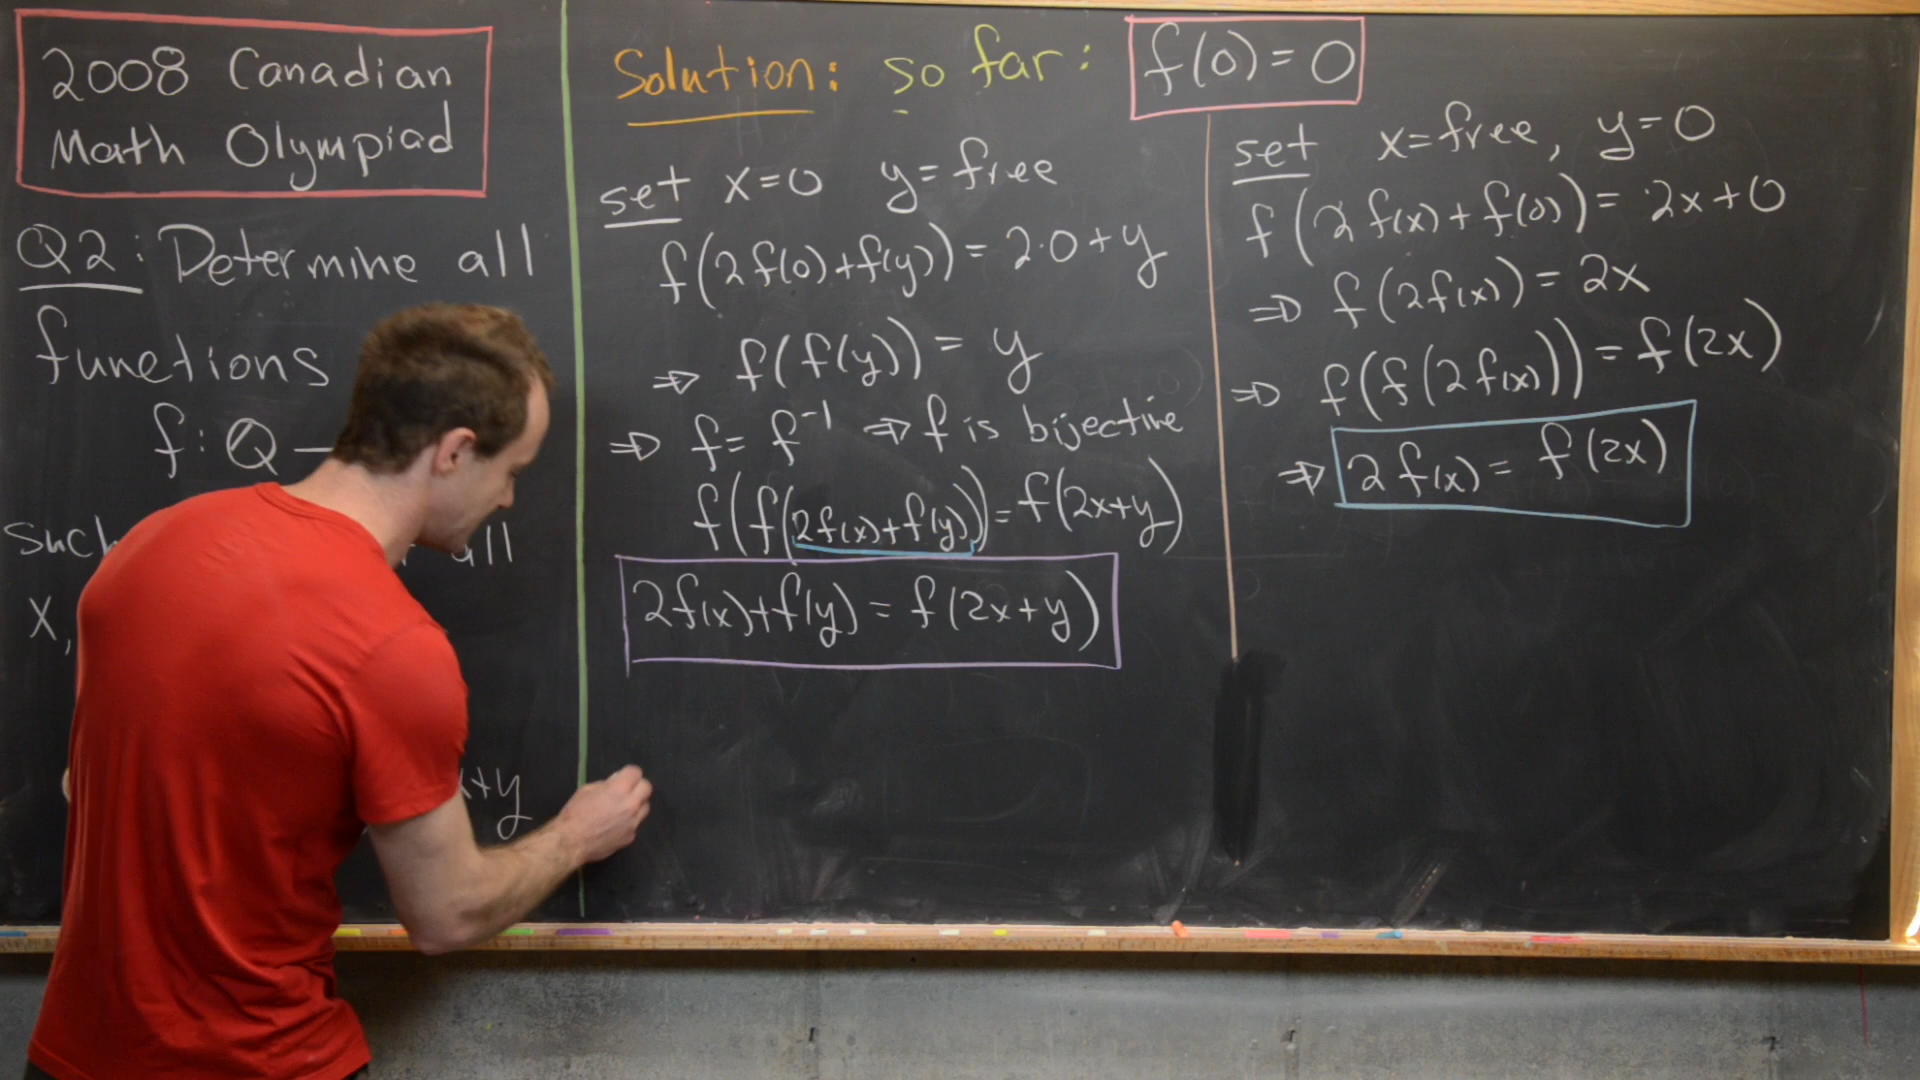 2008 Canadian
Math Olympiad
Q2: Determine all
functions
f: Q →
such all
x,
x+y
Solution: so far: f(0) = 0
set x=0 y=free
f(2f(0)+f(y)) = 2·0+y
⇒ f(f(y)) = y
⇒ f= f⁻¹ ⇒ f is bijective
f(f(2f(x)+f(y))) = f(2x+y)
2f(x)+f(y) = f(2x+y)
set x=free, y=0
f(2f(x)+f(0)) = 2x+0
⇒ f(2f(x)) = 2x
⇒ f(f(2f(x))) = f(2x)
⇒ 2f(x) = f(2x)